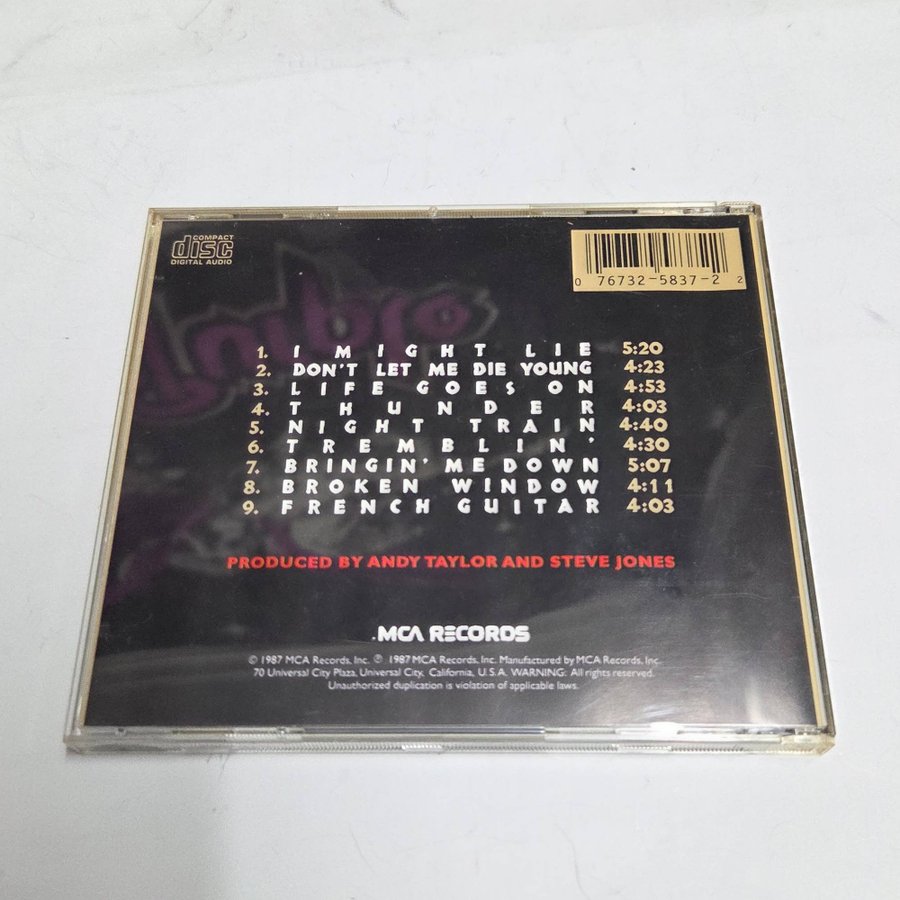 COMPACT
disc
DIGITAL AUDIO
0 76732-5837-2 2
1. I MIGHT LIE 5:20
2. DON'T LET ME DIE YOUNG 4:23
3. LIFE GOES ON 4:53
4. THUNDER 4:03
5. NIGHT TRAIN 4:40
6. TREMBLIN' 4:30
7. BRINGIN' ME DOWN 5:07
8. BROKEN WINDOW 4:11
9. FRENCH GUITAR 4:03
PRODUCED BY ANDY TAYLOR AND STEVE JONES
.MCA RECORDS
© 1987 MCA Records, Inc. ℗ 1987 MCA Records, Inc. Manufactured by MCA Records, Inc.
70 Universal City Plaza, Universal City, California, U.S.A. WARNING: All rights reserved.
Unauthorized duplication is violation of applicable laws.